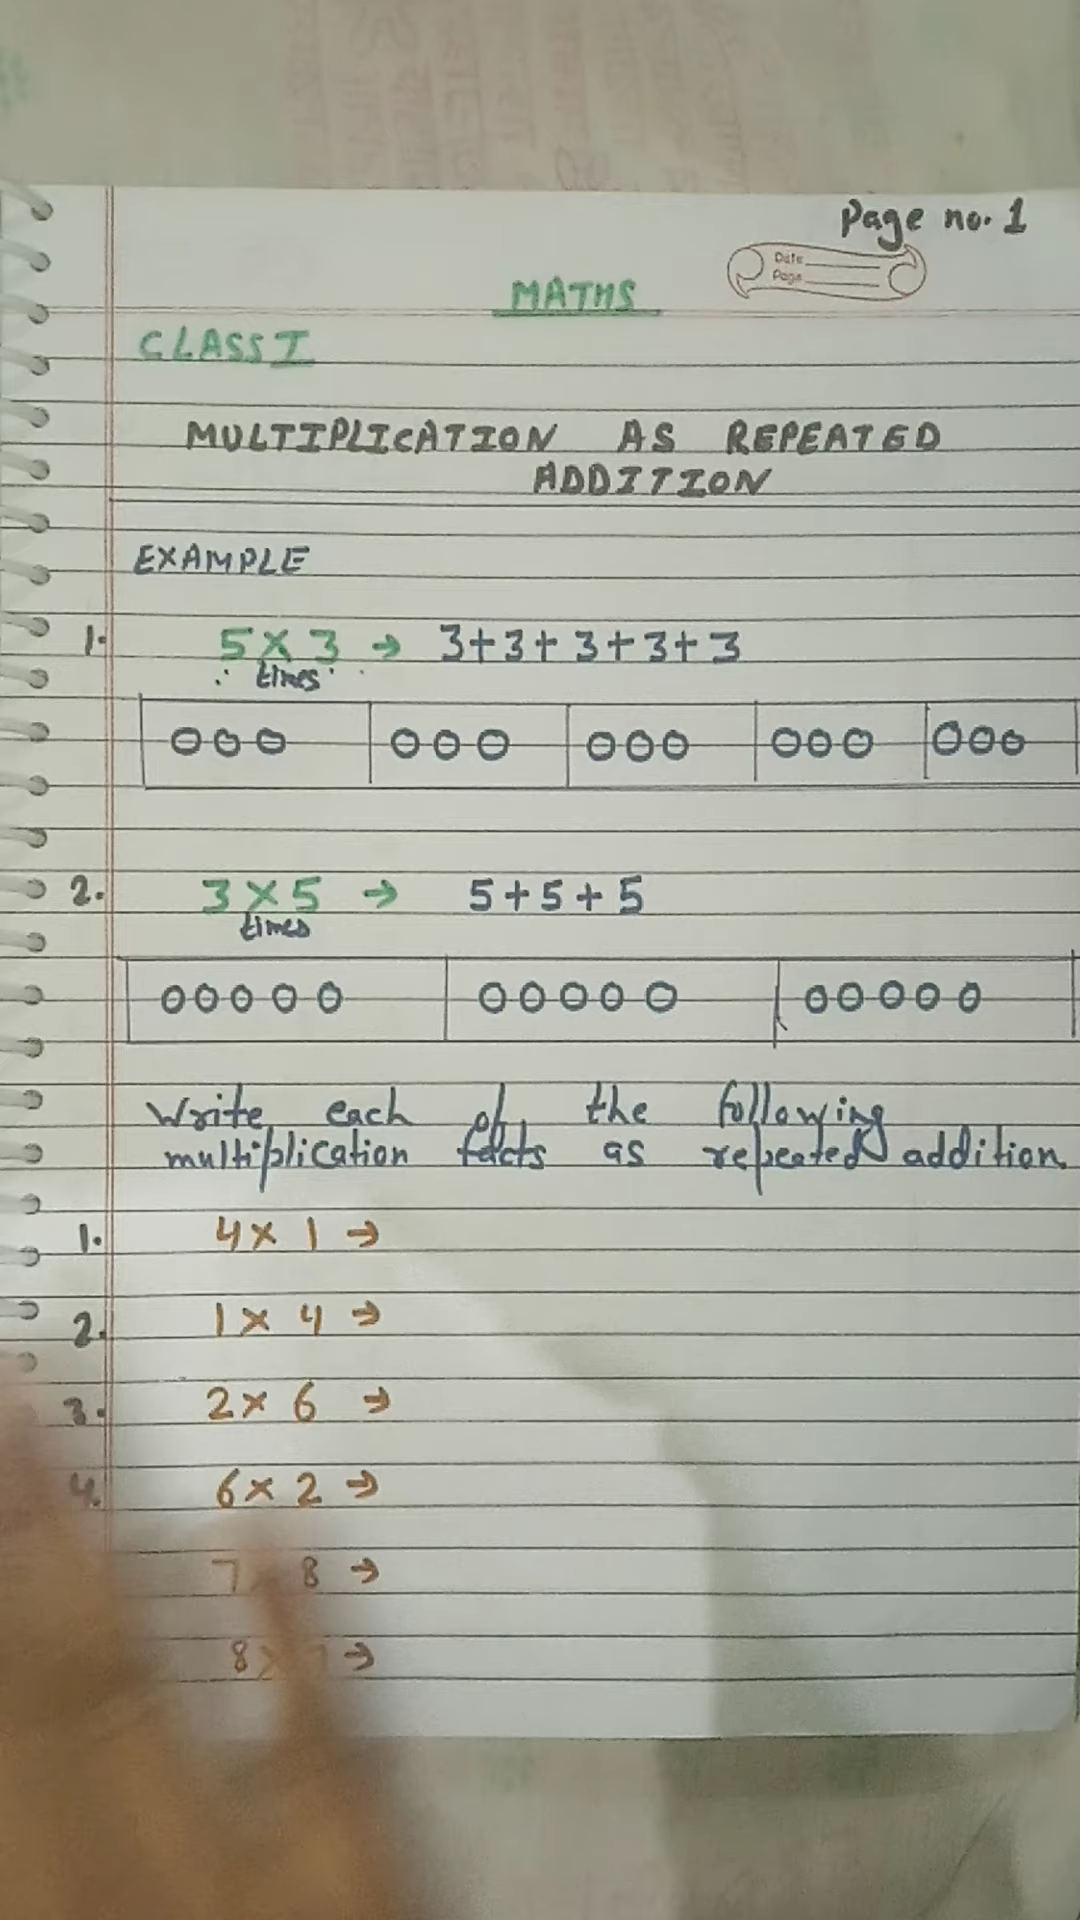 Page no. 1
Date
Page
MATHS
CLASS I
MULTIPLICATION AS REPEATED
ADDITION
EXAMPLE
1. 5 × 3 → 3+3+3+3+3
times
2. 3 × 5 → 5+5+5
times
Write each of the following
multiplication facts as repeated addition.
1. 4 × 1 →
2. 1 × 4 →
3. 2 × 6 →
4. 6 × 2 →
7 × 8 →
8 × →